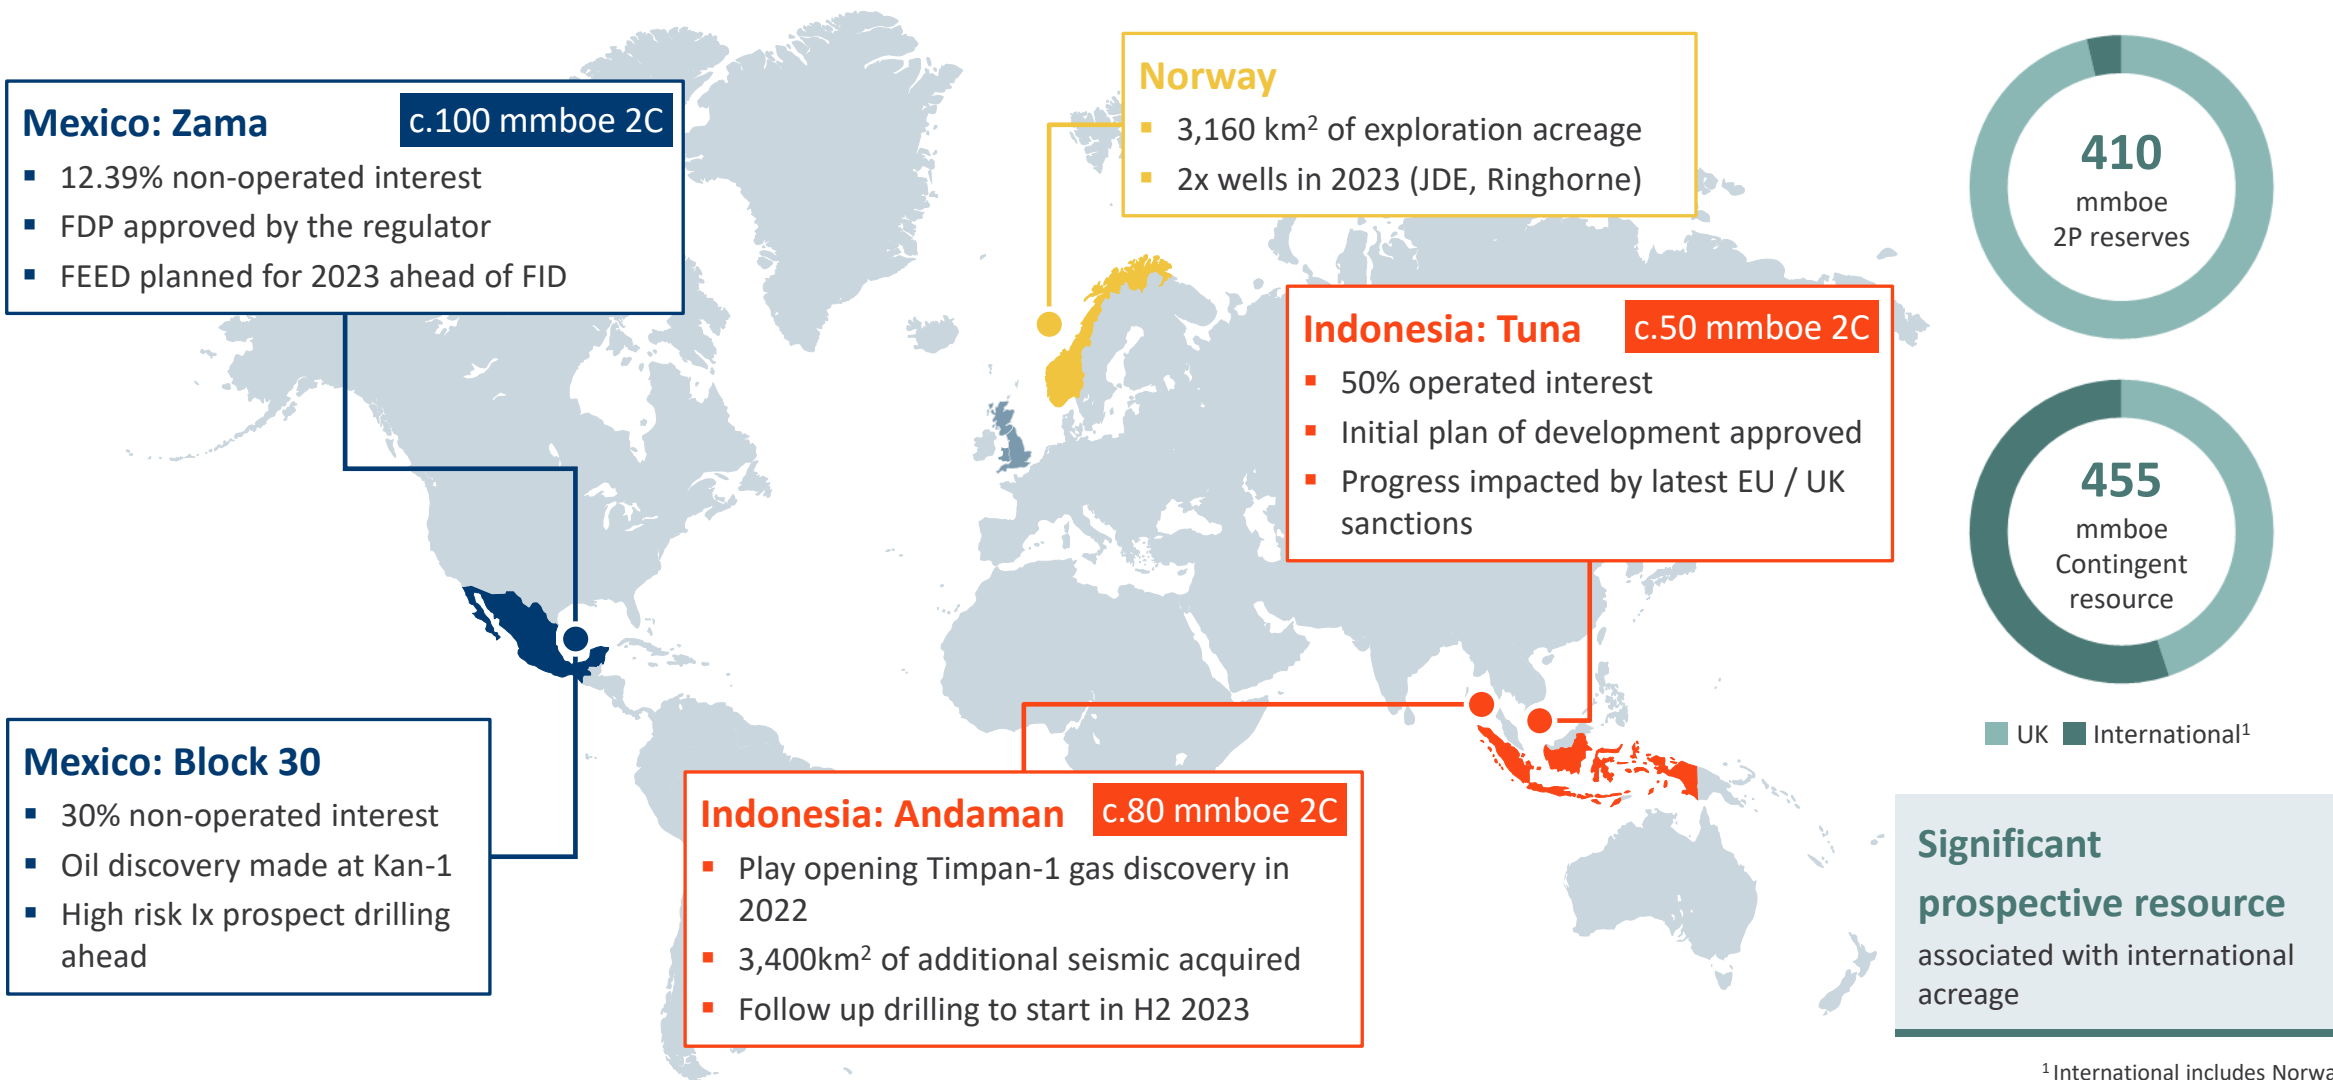 Mexico: Zama
c.100 mmboe 2C
▪ 12.39% non-operated interest
▪ FDP approved by the regulator
▪ FEED planned for 2023 ahead of FID
Norway
▪ 3,160 km² of exploration acreage
▪ 2x wells in 2023 (JDE, Ringhorne)
Indonesia: Tuna
c.50 mmboe 2C
▪ 50% operated interest
▪ Initial plan of development approved
▪ Progress impacted by latest EU / UK
sanctions
Mexico: Block 30
▪ 30% non-operated interest
▪ Oil discovery made at Kan-1
▪ High risk Ix prospect drilling
ahead
Indonesia: Andaman
c.80 mmboe 2C
▪ Play opening Timpan-1 gas discovery in
2022
▪ 3,400km² of additional seismic acquired
▪ Follow up drilling to start in H2 2023
410
mmboe
2P reserves
455
mmboe
Contingent
resource
UK
International¹
Significant
prospective resource
associated with international
acreage
¹ International includes Norwa